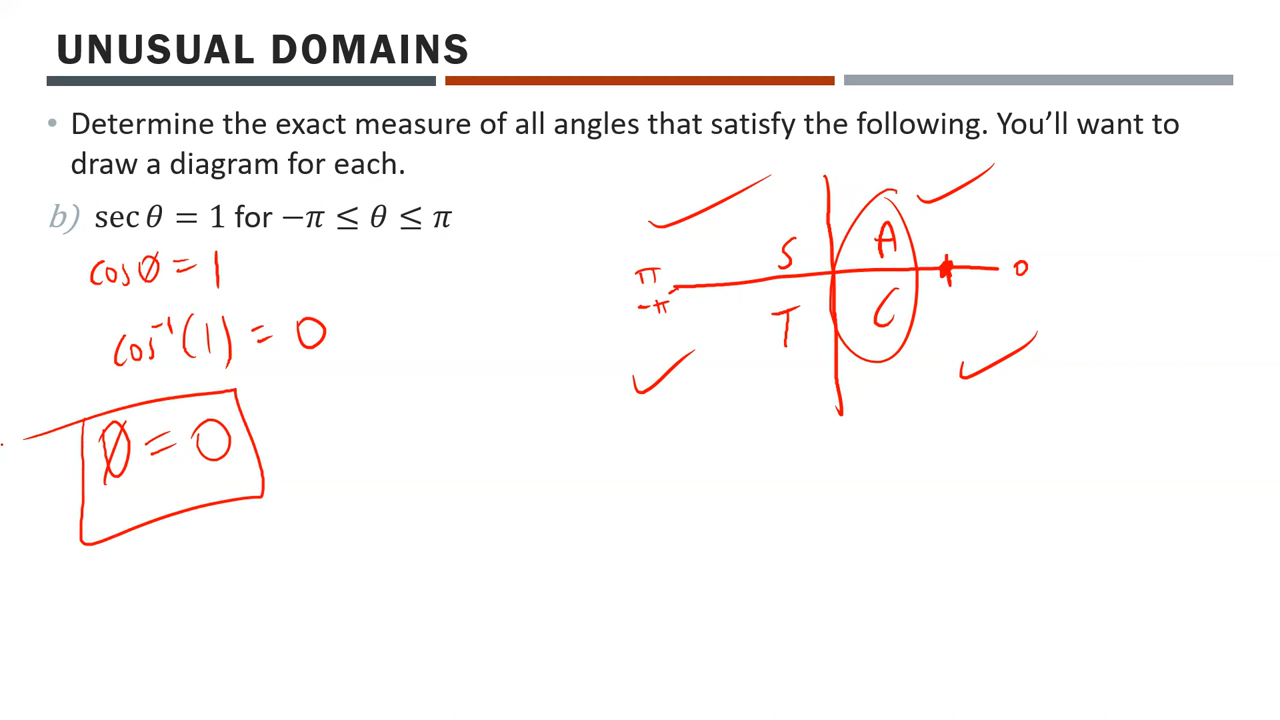 UNUSUAL DOMAINS
• Determine the exact measure of all angles that satisfy the following. You’ll want to
draw a diagram for each.
b) sec θ = 1 for −π ≤ θ ≤ π
cos θ = 1
cos⁻¹(1) = 0
θ = 0
S A
π 0
-π
T C